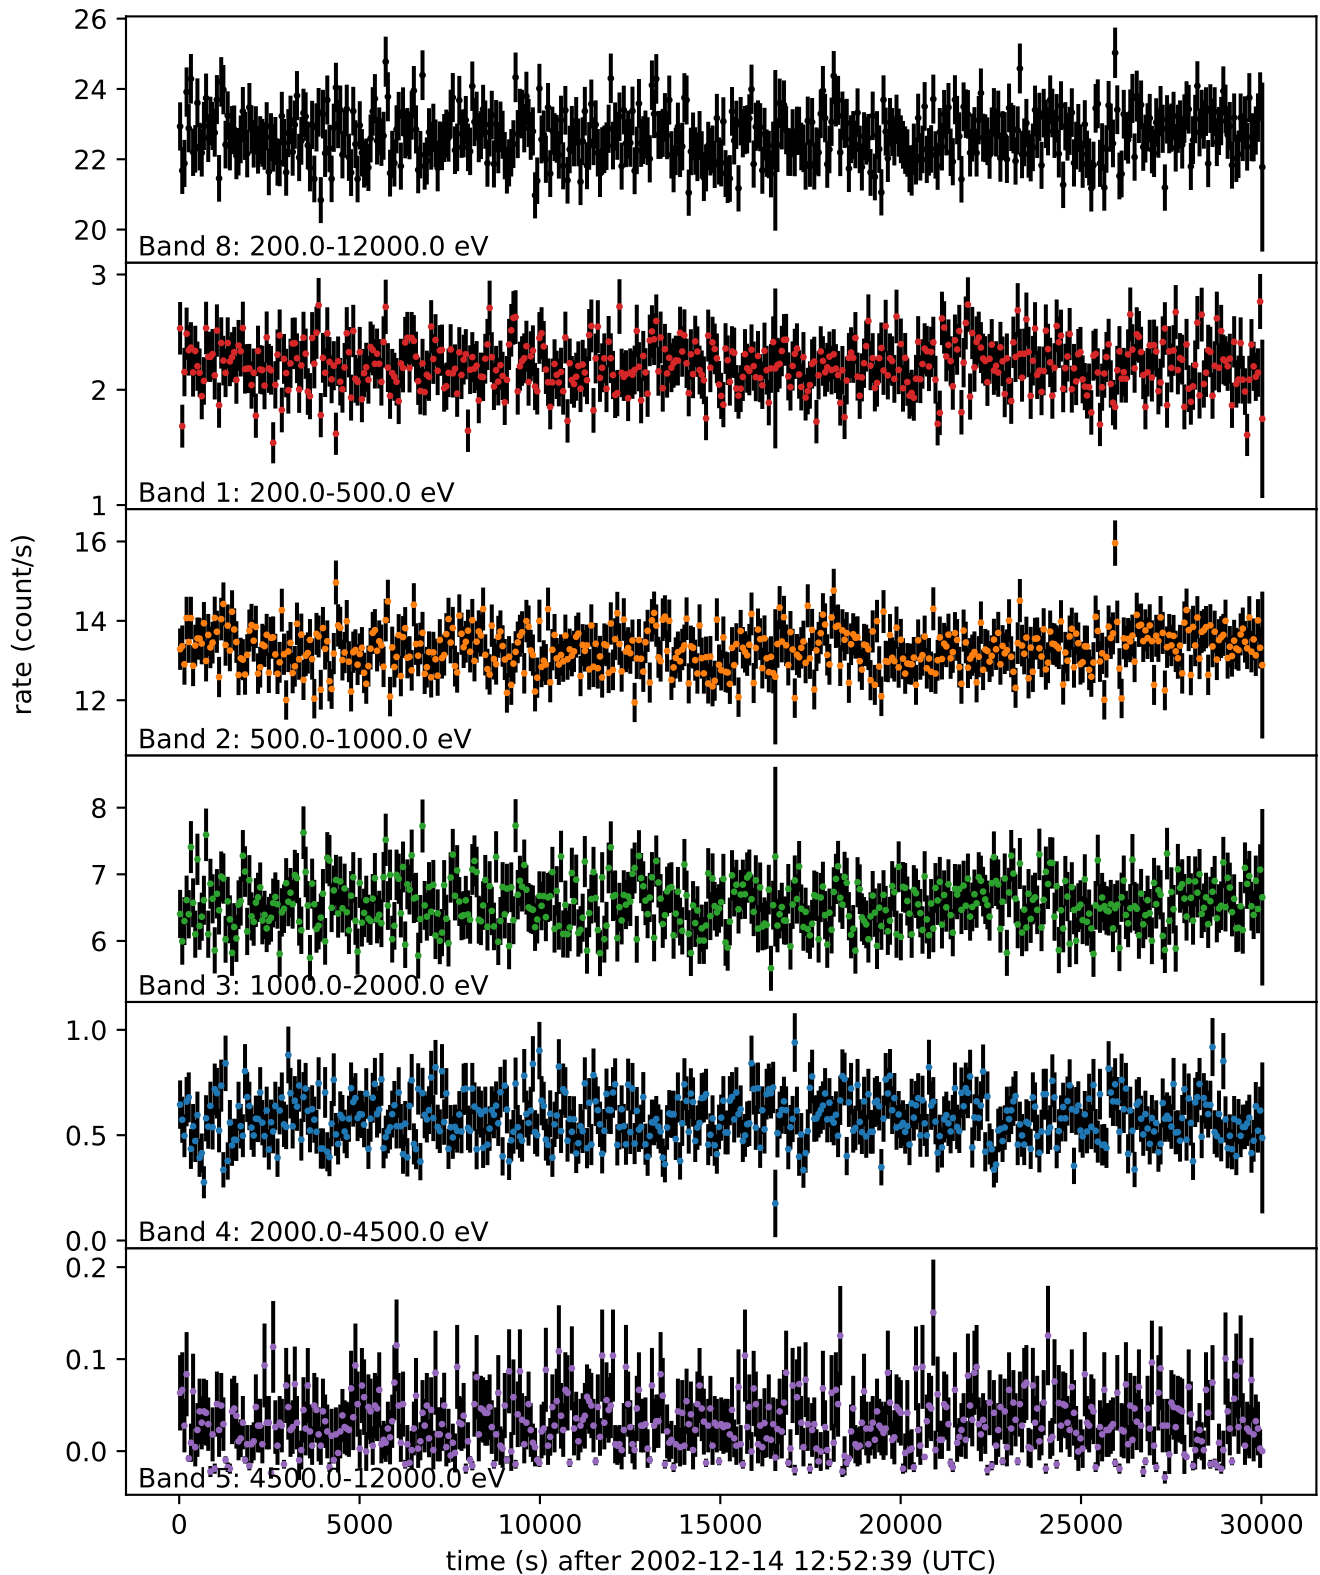 26
24
22
20
Band 8: 200.0-12000.0 eV
3
2
1
Band 1: 200.0-500.0 eV
rate (count/s)
16
14
12
Band 2: 500.0-1000.0 eV
8
7
6
Band 3: 1000.0-2000.0 eV
1.0
0.5
0.0
Band 4: 2000.0-4500.0 eV
0.2
0.1
0.0
Band 5: 4500.0-12000.0 eV
0 5000 10000 15000 20000 25000 30000
time (s) after 2002-12-14 12:52:39 (UTC)